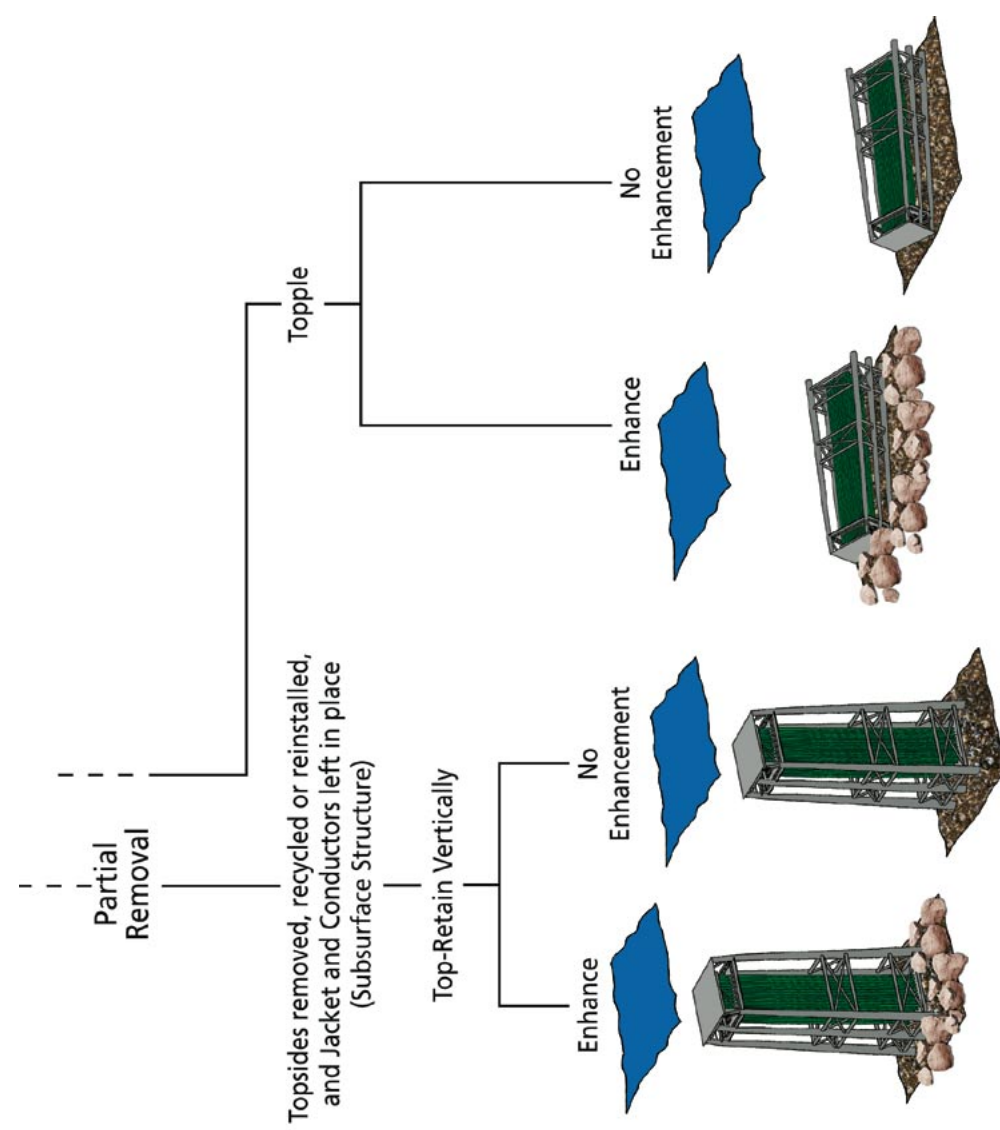 Partial
Removal
Topsides removed, recycled or reinstalled,
and Jacket and Conductors left in place
(Subsurface Structure)
Topple
Top-Retain Vertically
Enhance
No
Enhancement
Enhance
No
Enhancement